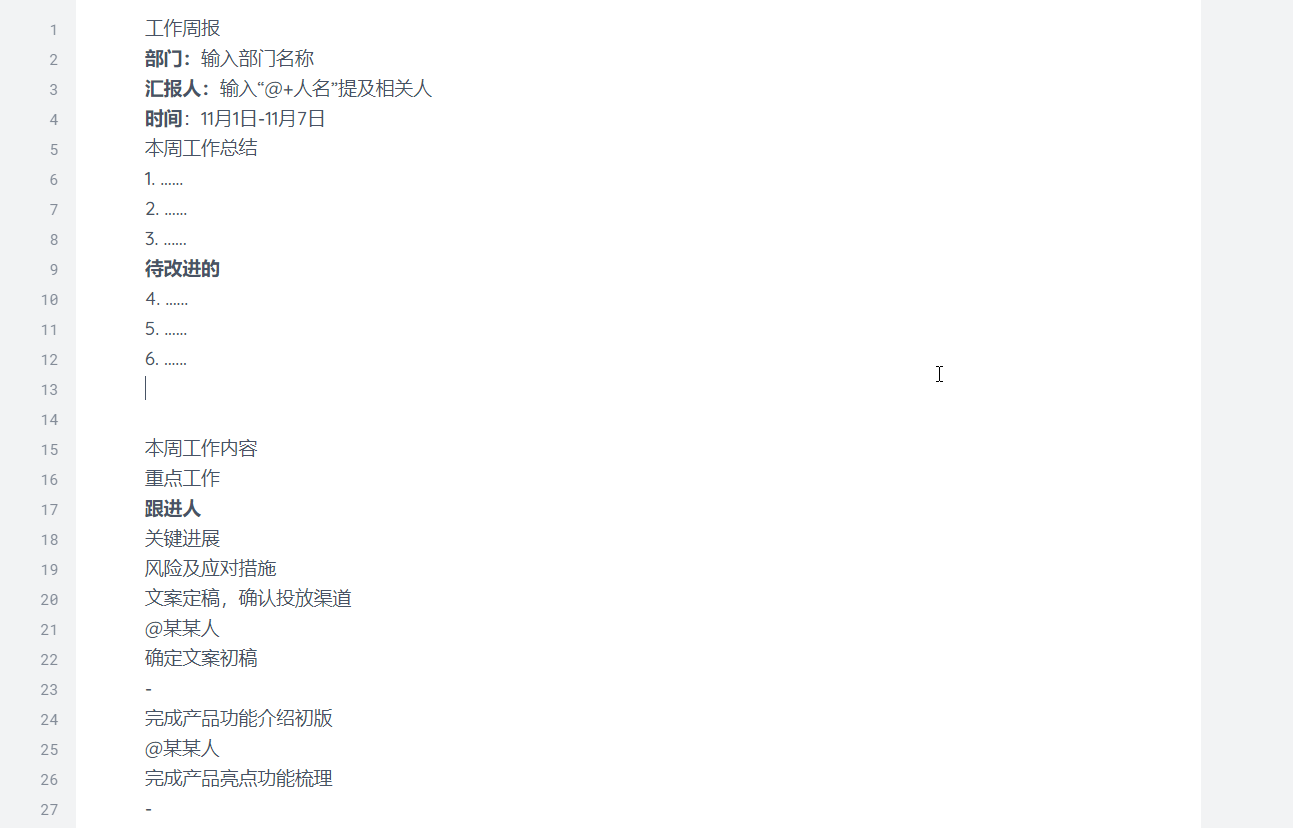 1 工作周报
2 部门：输入部门名称
3 汇报人：输入“@+人名”提及相关人
4 时间：11月1日-11月7日
5 本周工作总结
6 1. ......
7 2. ......
8 3. ......
9 待改进的
10 4. ......
11 5. ......
12 6. ......
13
14
15 本周工作内容
16 重点工作
17 跟进人
18 关键进展
19 风险及应对措施
20 文案定稿，确认投放渠道
21 @某某人
22 确定文案初稿
23 -
24 完成产品功能介绍初版
25 @某某人
26 完成产品亮点功能梳理
27 -